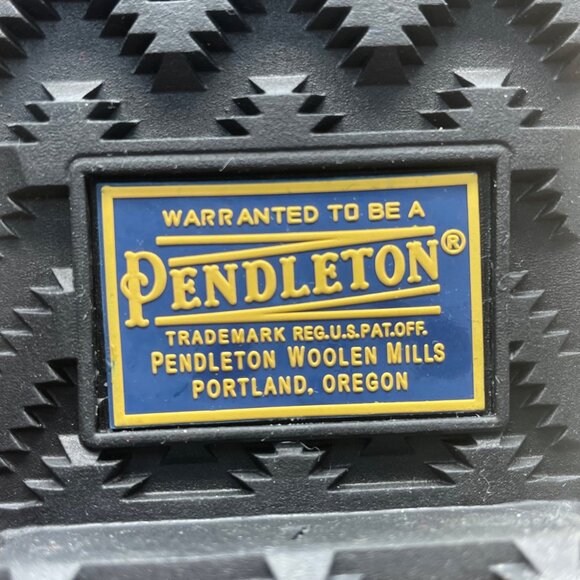 WARRANTED TO BE A
PENDLETON®
TRADEMARK REG.U.S.PAT.OFF.
PENDLETON WOOLEN MILLS
PORTLAND, OREGON